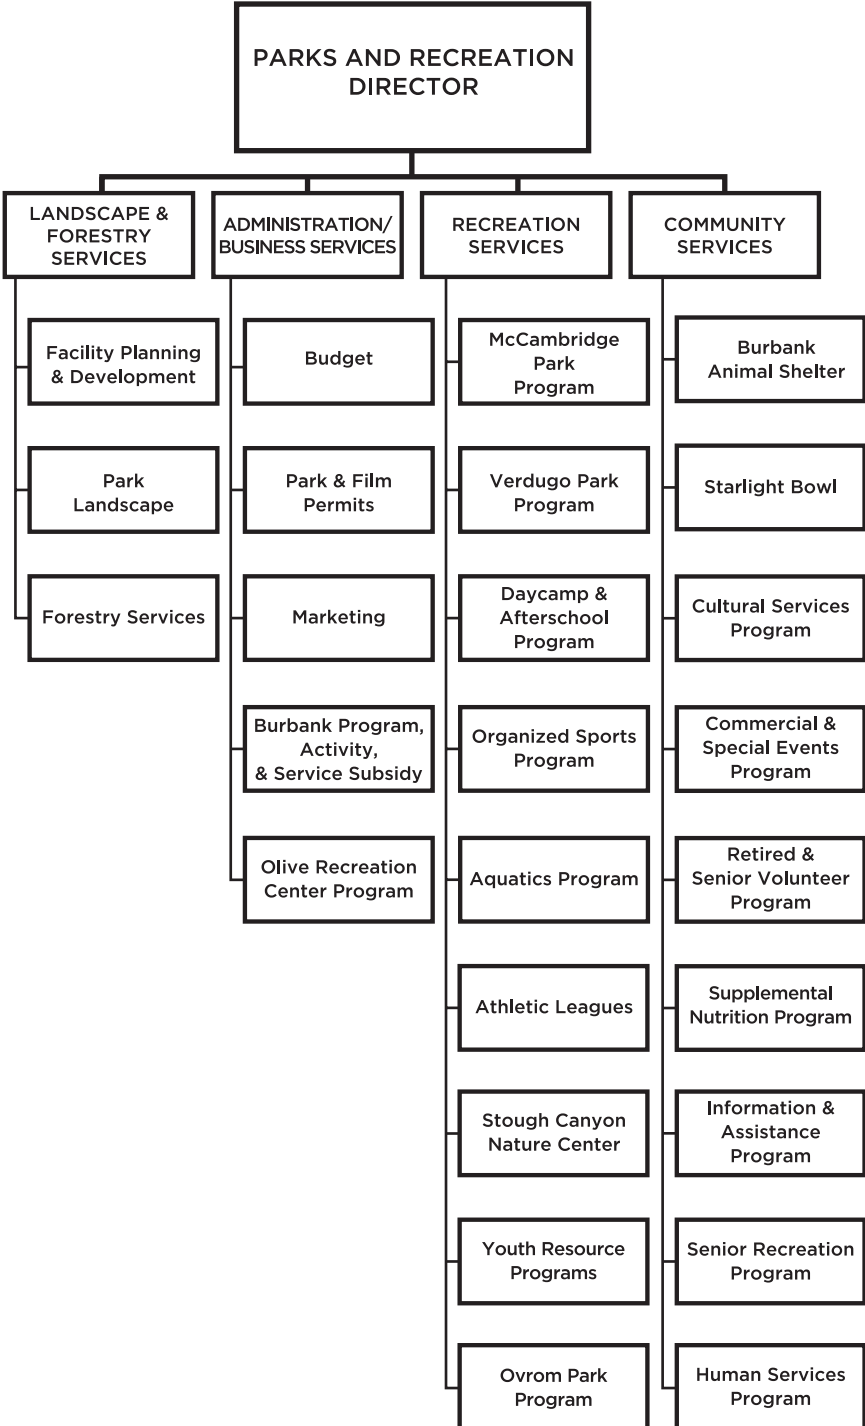 PARKS AND RECREATION
DIRECTOR
LANDSCAPE &
FORESTRY
SERVICES
Facility Planning
& Development
Park
Landscape
Forestry Services
ADMINISTRATION/
BUSINESS SERVICES
Budget
Park & Film
Permits
Marketing
Burbank Program,
Activity,
& Service Subsidy
Olive Recreation
Center Program
RECREATION
SERVICES
McCambridge
Park
Program
Verdugo Park
Program
Daycamp &
Afterschool
Program
Organized Sports
Program
Aquatics Program
Athletic Leagues
Stough Canyon
Nature Center
Youth Resource
Programs
Ovrom Park
Program
COMMUNITY
SERVICES
Burbank
Animal Shelter
Starlight Bowl
Cultural Services
Program
Commercial &
Special Events
Program
Retired &
Senior Volunteer
Program
Supplemental
Nutrition Program
Information &
Assistance
Program
Senior Recreation
Program
Human Services
Program